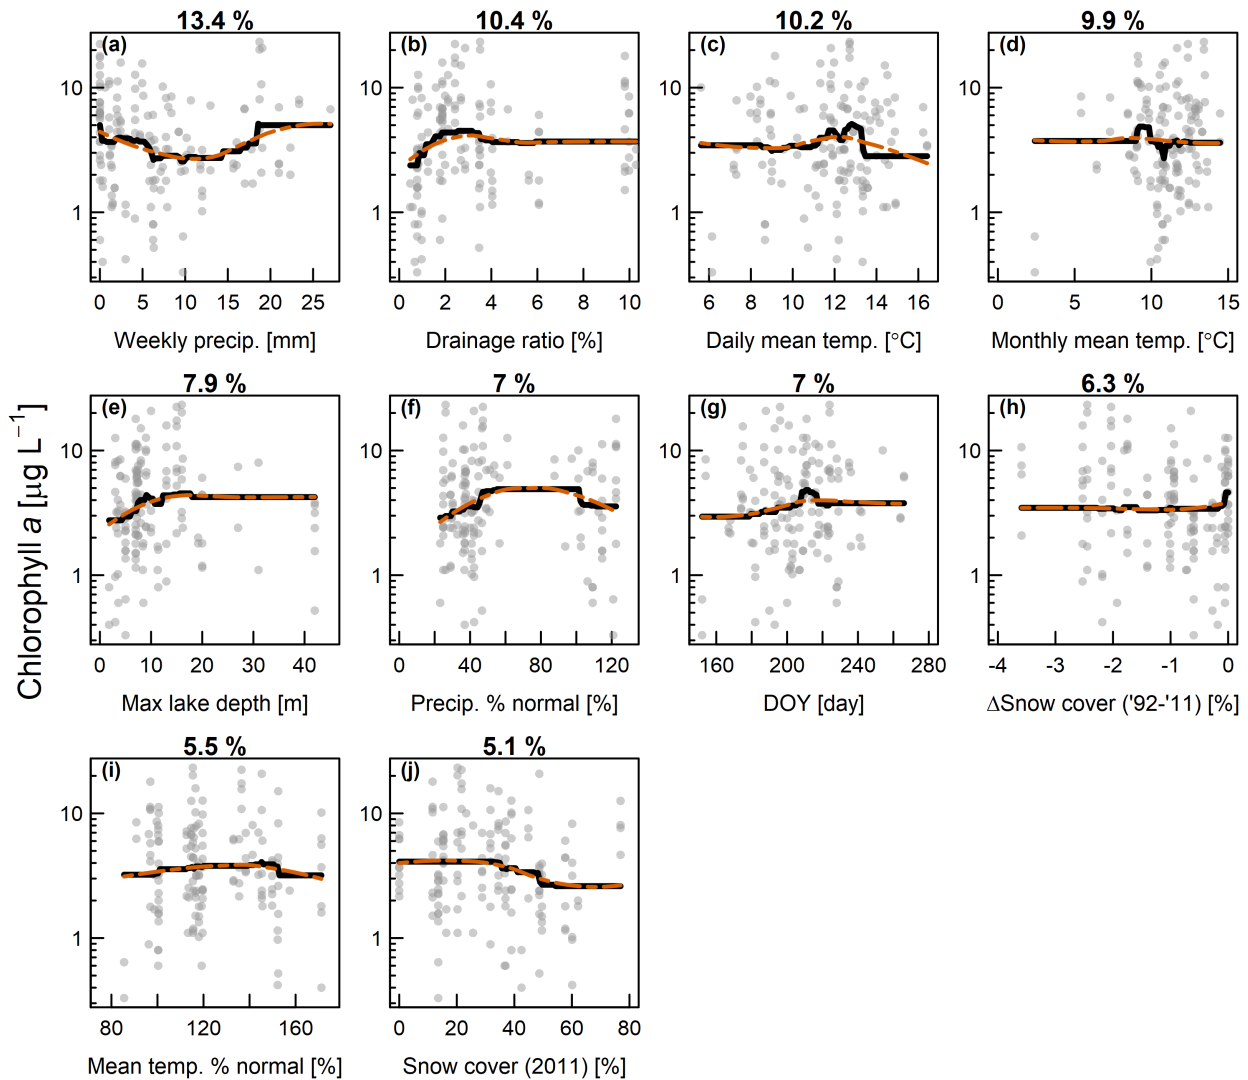 13.4 % 10.4 % 10.2 % 9.9 %
(a) (b) (c) (d)
10 10 10 10
1 1 1 1
0 5 10 15 20 25 0 2 4 6 8 10 6 8 10 12 14 16 0 5 10 15
Weekly precip. [mm] Drainage ratio [%] Daily mean temp. [°C] Monthly mean temp. [°C]
7.9 % 7 % 7 % 6.3 %
(e) (f) (g) (h)
Chlorophyll a [µg L⁻¹]
10 10 10 10
1 1 1 1
0 10 20 30 40 0 40 80 120 160 200 240 280 -4 -3 -2 -1 0
Max lake depth [m] Precip. % normal [%] DOY [day] ΔSnow cover ('92-'11) [%]
5.5 % 5.1 %
(i) (j)
10 10
1 1
80 120 160 0 20 40 60 80
Mean temp. % normal [%] Snow cover (2011) [%]